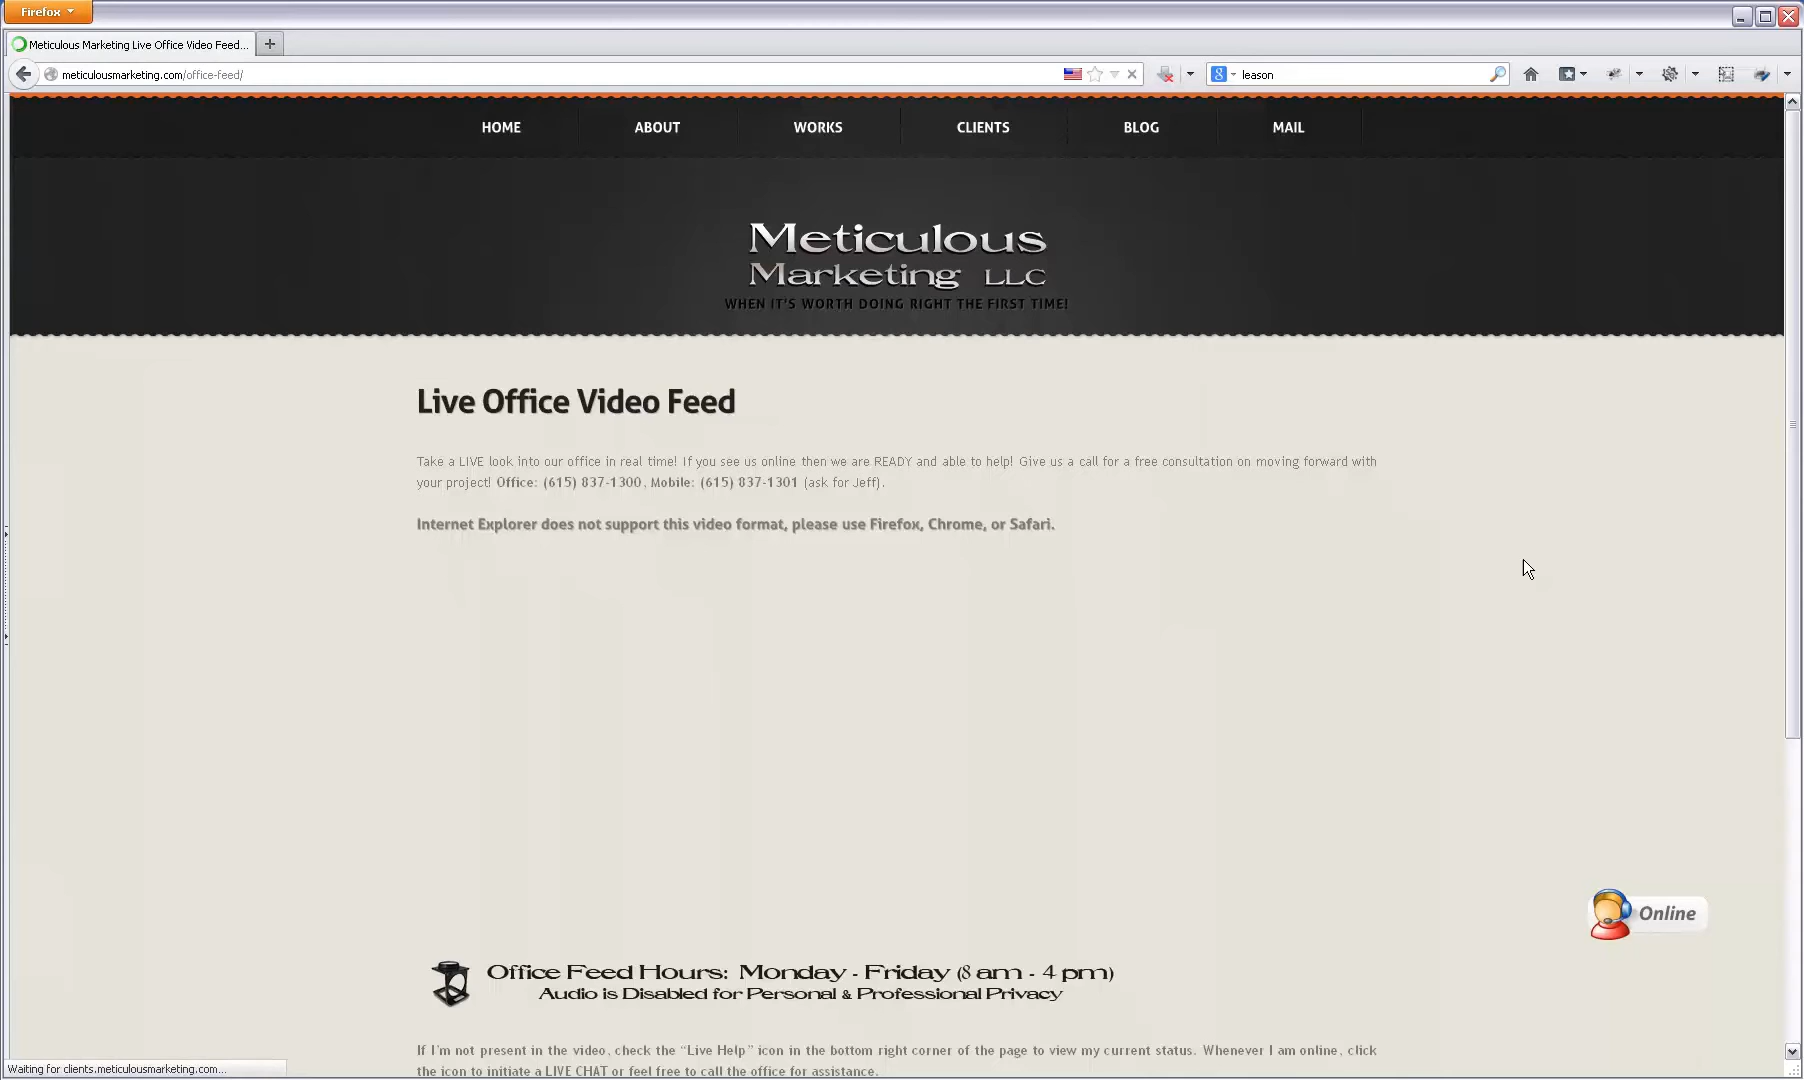 Firefox
Meticulous Marketing Live Office Video Feed...
meticulousmarketing.com/office-feed/
leason
HOME ABOUT WORKS CLIENTS BLOG MAIL
Meticulous
Marketing LLC
WHEN IT'S WORTH DOING RIGHT THE FIRST TIME!
Live Office Video Feed
Take a LIVE look into our office in real time! If you see us online then we are READY and able to help! Give us a call for a free consultation on moving forward with
your project! Office: (615) 837-1300, Mobile: (615) 837-1301 (ask for Jeff).
Internet Explorer does not support this video format, please use Firefox, Chrome, or Safari.
Online
Office Feed Hours: Monday - Friday (8 am - 4 pm)
Audio is Disabled for Personal & Professional Privacy
If I'm not present in the video, check the “Live Help” icon in the bottom right corner of the page to view my current status. Whenever I am online, click
the icon to initiate a LIVE CHAT or feel free to call the office for assistance.
Waiting for clients.meticulousmarketing.com...